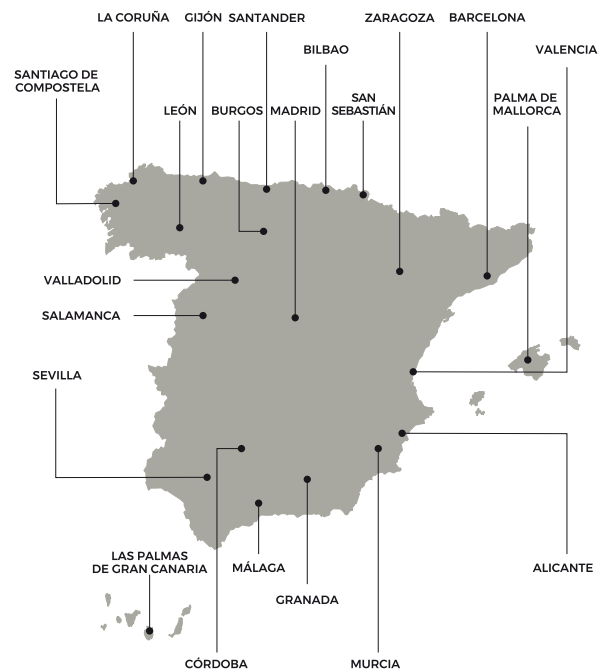 LA CORUÑA
GIJÓN
SANTANDER
ZARAGOZA
BARCELONA
BILBAO
VALENCIA
SANTIAGO DE
COMPOSTELA
LEÓN
BURGOS
MADRID
SAN
SEBASTIÁN
PALMA DE
MALLORCA
VALLADOLID
SALAMANCA
SEVILLA
LAS PALMAS
DE GRAN CANARIA
MÁLAGA
ALICANTE
GRANADA
CÓRDOBA
MURCIA